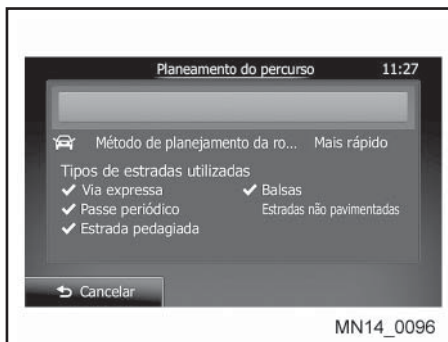 Planeamento do percurso 11:27
Método de planejamento da ro... Mais rápido
Tipos de estradas utilizadas
Via expressa Balsas
Passe periódico Estradas não pavimentadas
Estrada pedagiada
Cancelar
MN14_0096